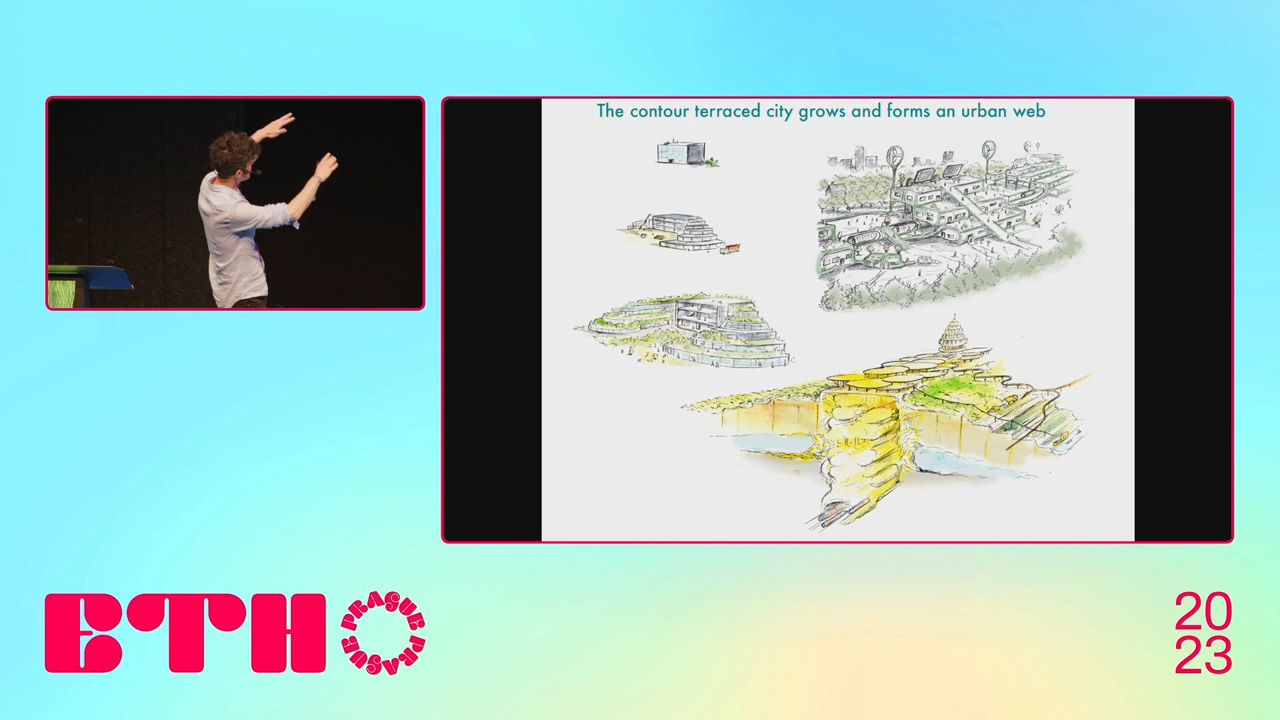 The contour terraced city grows and forms an urban web
ETH
PRAGUE PRAGUE
20
23